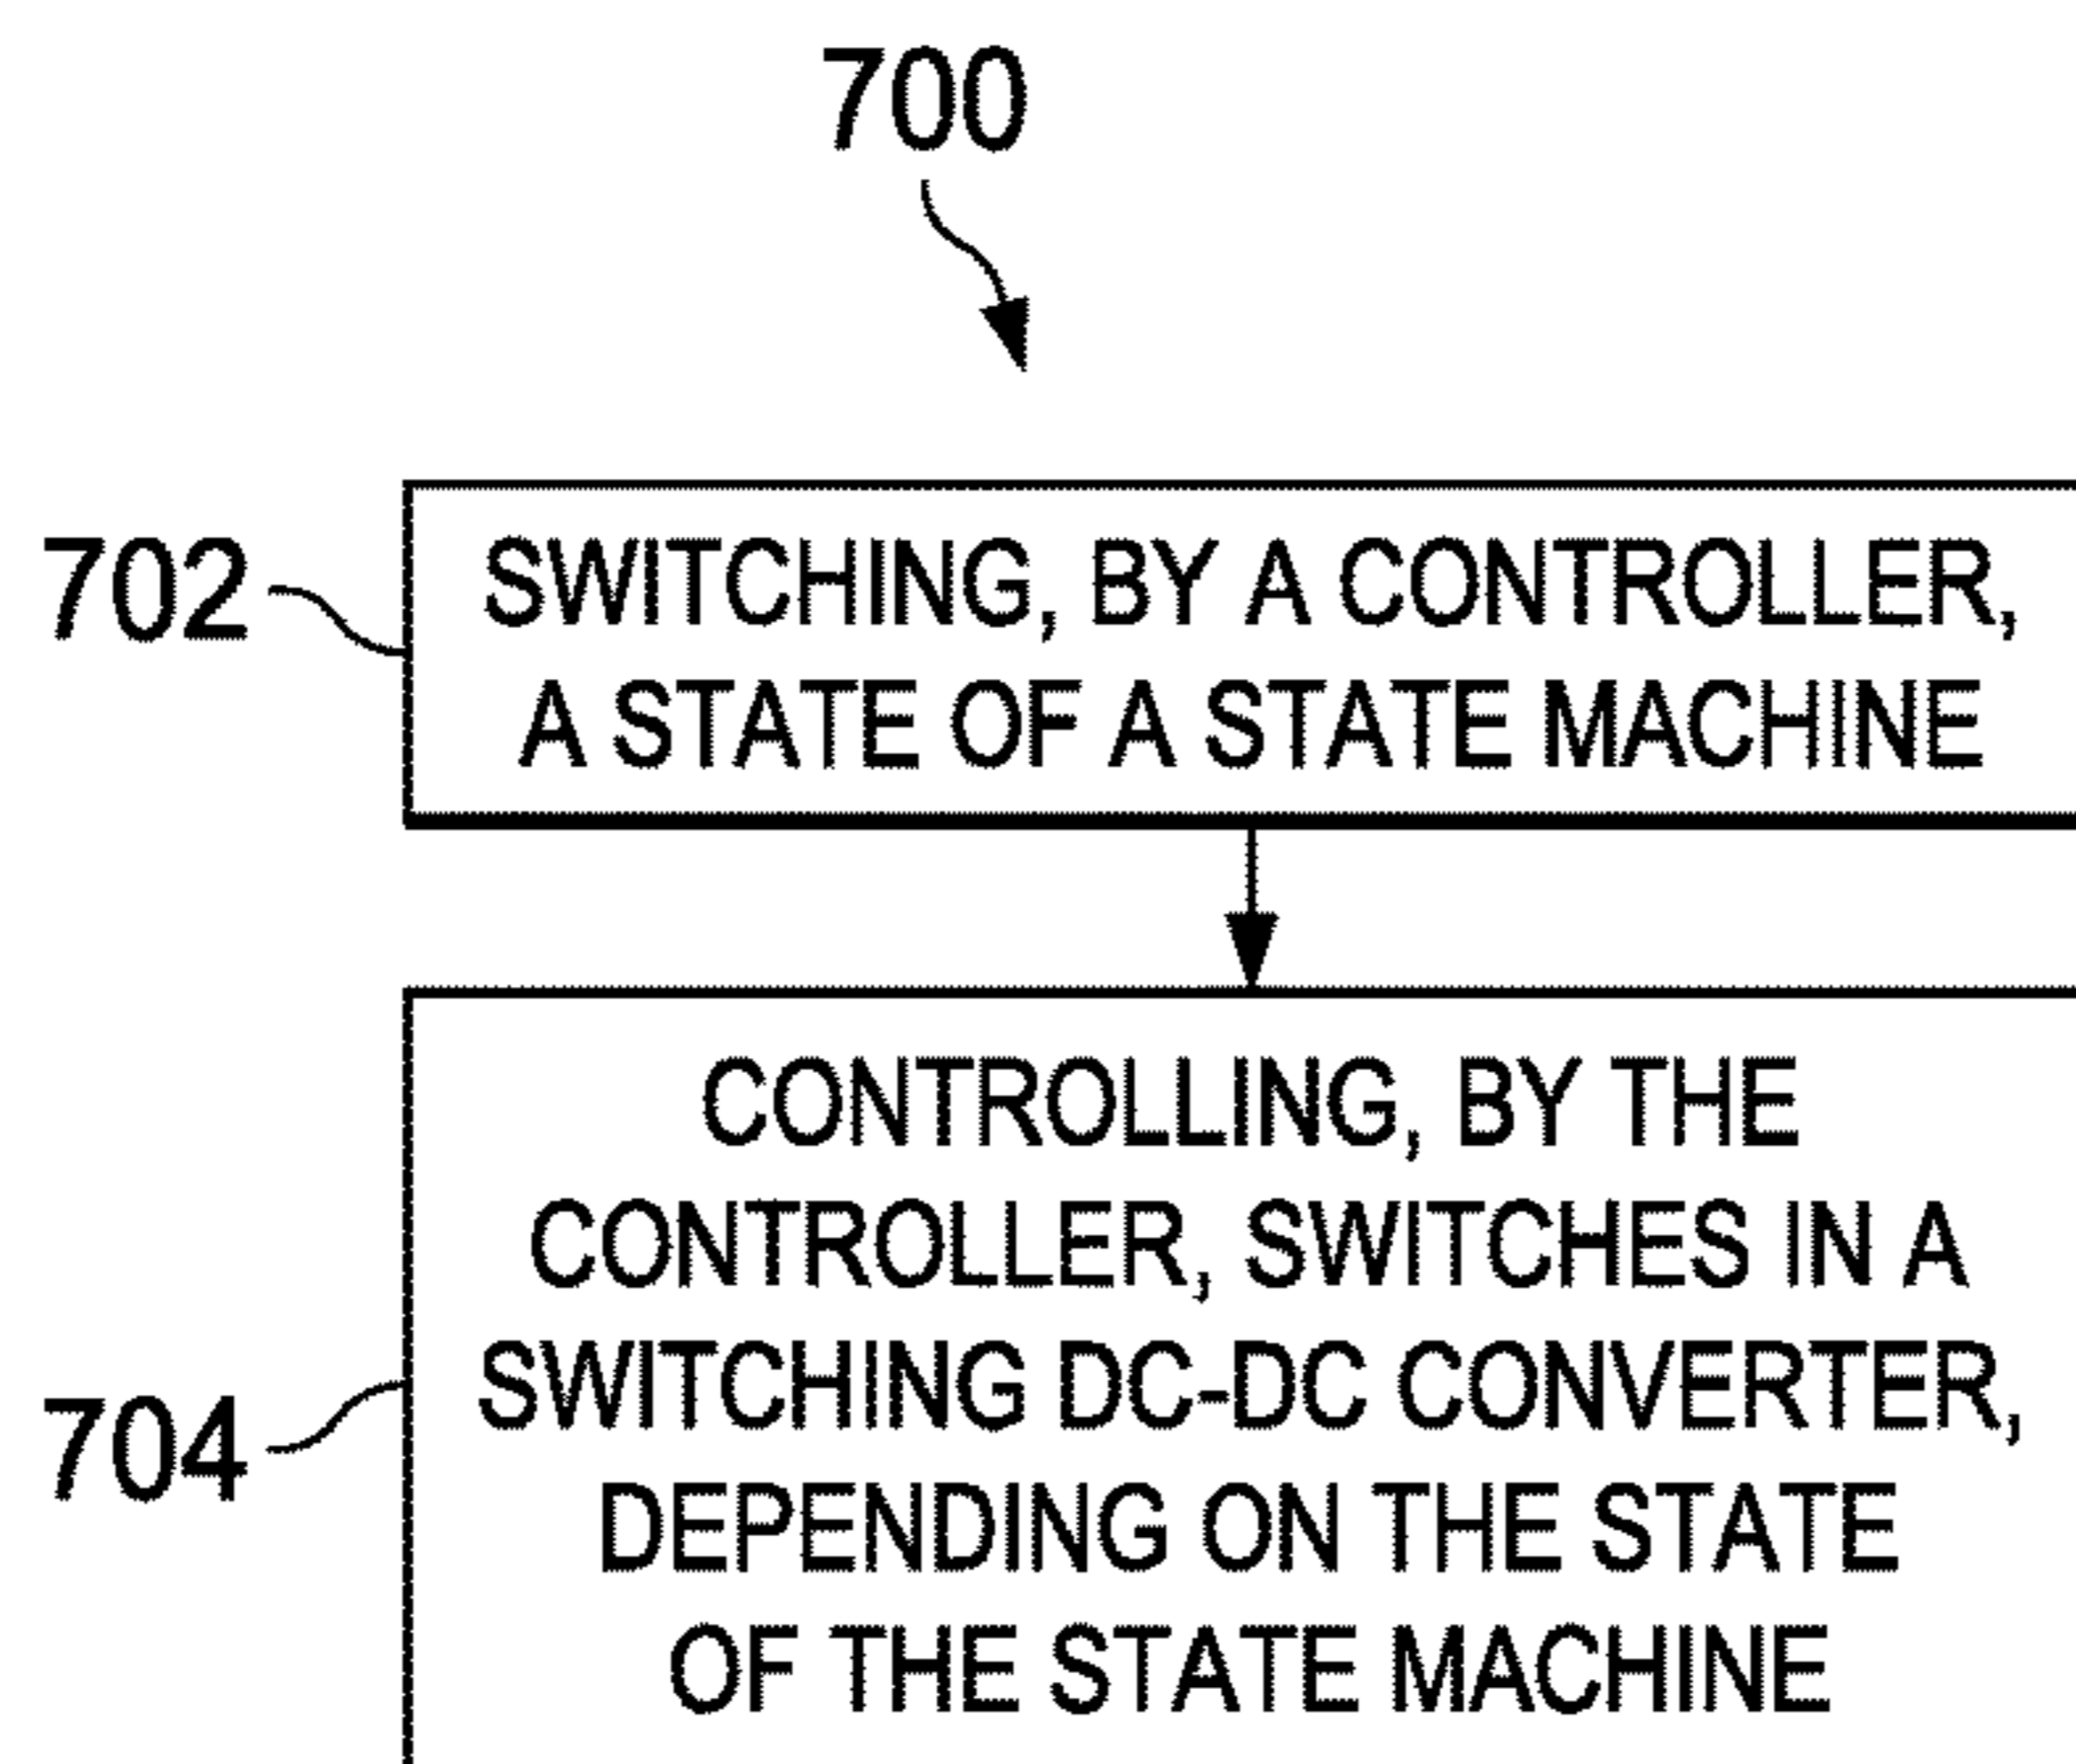 700
702
SWITCHING, BY A CONTROLLER,
A STATE OF A STATE MACHINE
704
CONTROLLING, BY THE
CONTROLLER, SWITCHES IN A
SWITCHING DC-DC CONVERTER,
DEPENDING ON THE STATE
OF THE STATE MACHINE